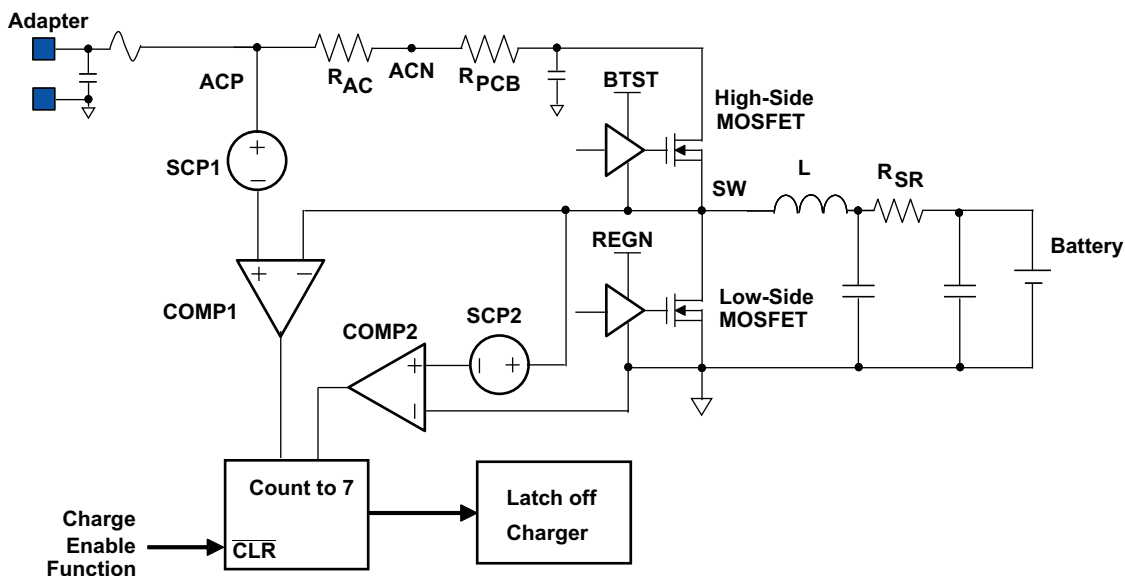 Adapter
ACP
RAC
ACN
RPCB
BTST
High-Side
MOSFET
SCP1
+
−
SW
L
RSR
Battery
REGN
+ −
COMP1
Low-Side
MOSFET
COMP2
SCP2
+
−
− +
Count to 7
CLR
Latch off
Charger
Charge
Enable
Function